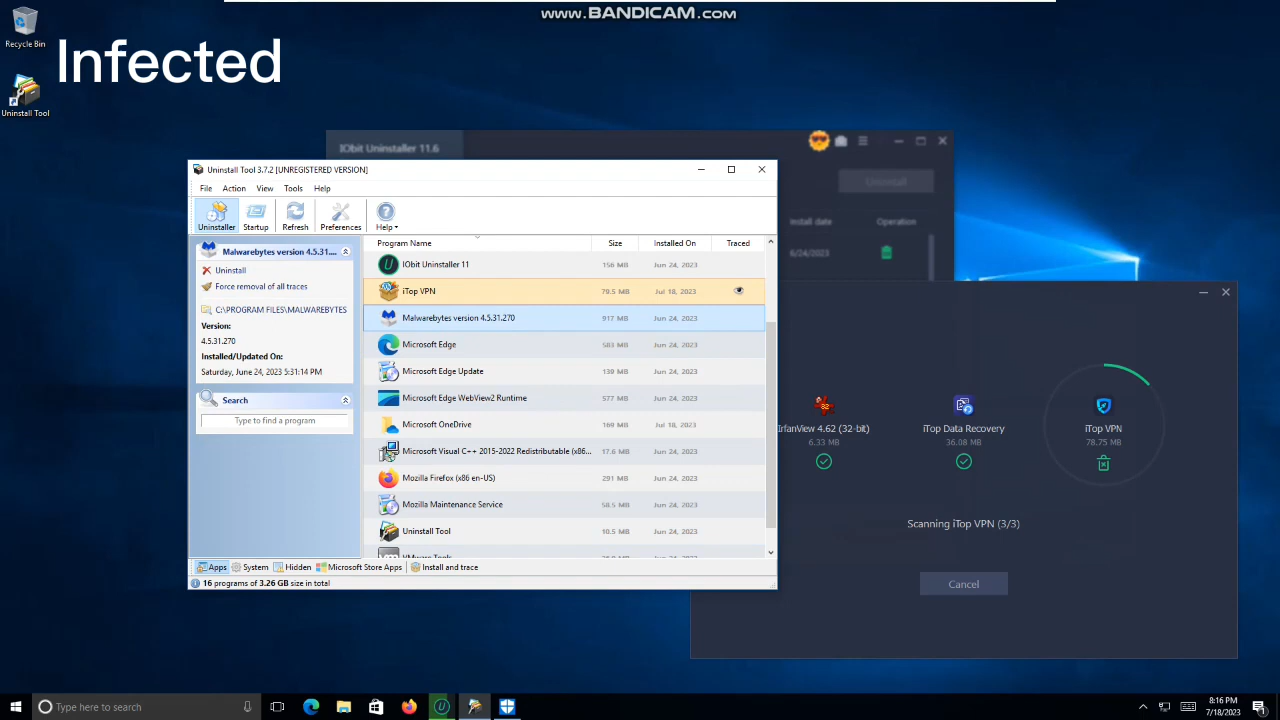 www.BANDICAM.com
Recycle Bin
Infected
Uninstall Tool
IObit Uninstaller 11.6
Uninstall
Install date
Operation
6/24/2023
Uninstall Tool 3.7.2 [UNREGISTERED VERSION]
File Action View Tools Help
Uninstaller Startup Refresh Preferences Help
Malwarebytes version 4.5.31....
Uninstall
Force removal of all traces
C:\PROGRAM FILES\MALWAREBYTES
Version:
4.5.31.270
Installed/Updated On:
Saturday, June 24, 2023 5:31:14 PM
Search
Type to find a program
Program Name Size Installed On Traced
IObit Uninstaller 11 156 MB Jun 24, 2023
iTop VPN 79.5 MB Jul 18, 2023
Malwarebytes version 4.5.31.270 917 MB Jun 24, 2023
Microsoft Edge 583 MB Jun 24, 2023
Microsoft Edge Update 139 MB Jun 24, 2023
Microsoft Edge WebView2 Runtime 577 MB Jun 24, 2023
Microsoft OneDrive 169 MB Jul 18, 2023
Microsoft Visual C++ 2015-2022 Redistributable (x86... 17.6 MB Jun 24, 2023
Mozilla Firefox (x86 en-US) 291 MB Jun 24, 2023
Mozilla Maintenance Service 58.5 MB Jun 24, 2023
Uninstall Tool 10.5 MB Jun 24, 2023
VMware Tools
Apps System Hidden Microsoft Store Apps Install and trace
16 programs of 3.26 GB size in total
IrfanView 4.62 (32-bit)
6.33 MB
iTop Data Recovery
36.08 MB
iTop VPN
78.75 MB
Scanning iTop VPN (3/3)
Cancel
Type here to search
8:16 PM
7/18/2023